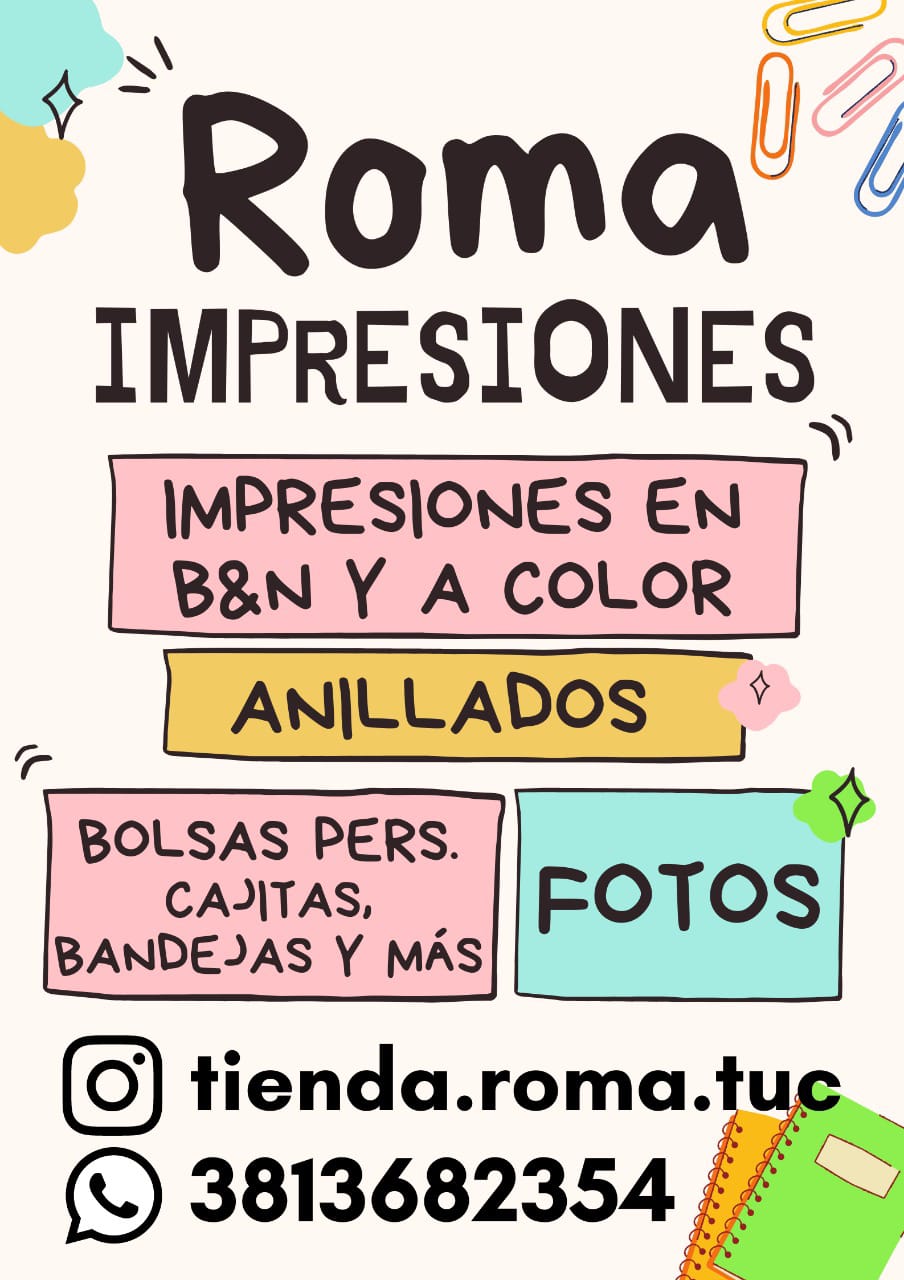 Roma
IMPRESIONES
IMPRESIONES EN
B&N Y A COLOR
ANILLADOS
BOLSAS PERS.
CAJITAS,
BANDEJAS Y MÁS
FOTOS
tienda.roma.tuc
3813682354